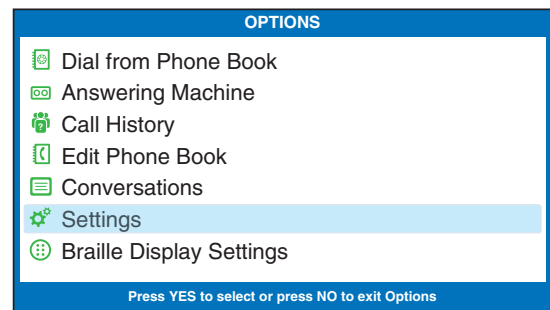 OPTIONS
Dial from Phone Book
Answering Machine
Call History
Edit Phone Book
Conversations
Settings
Braille Display Settings
Press YES to select or press NO to exit Options